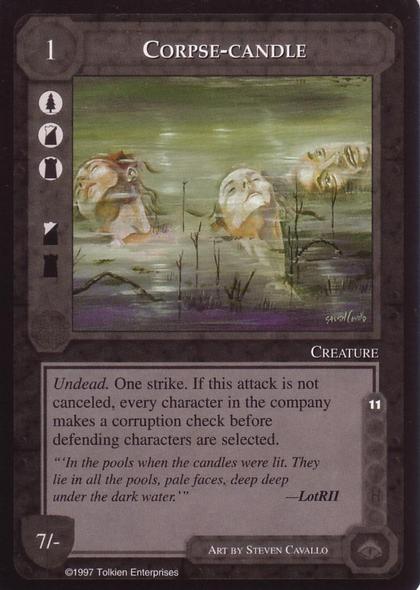 1
CORPSE-CANDLE
CREATURE
Undead. One strike. If this attack is not
canceled, every character in the company
makes a corruption check before
defending characters are selected.
11
“‘In the pools when the candles were lit. They
lie in all the pools, pale faces, deep deep
under the dark water.’”
—LotRII
7/-
ART BY STEVEN CAVALLO
©1997 Tolkien Enterprises